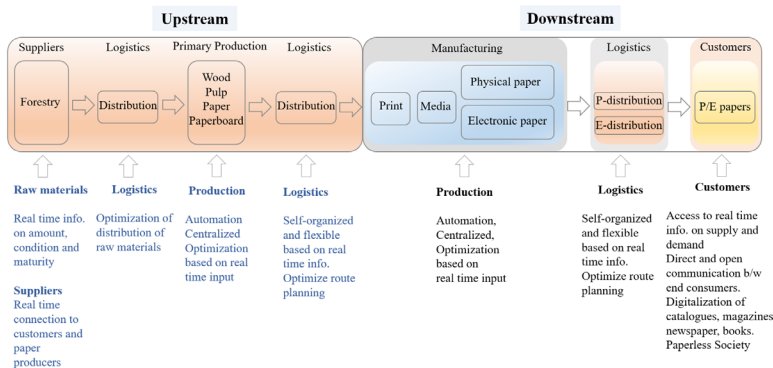 Upstream
Downstream
Suppliers
Logistics
Primary Production
Logistics
Manufacturing
Logistics
Customers
Forestry
Distribution
Wood
Pulp
Paper
Paperboard
Distribution
Print
Media
Physical paper
Electronic paper
P-distribution
E-distribution
P/E papers
Raw materials
Real time info.
on amount,
condition and
maturity
Suppliers
Real time
connection to
customers and
paper
producers
Logistics
Optimization of
distribution of
raw materials
Production
Automation
Centralized
Optimization
based on real
time input
Logistics
Self-organized
and flexible
based on real
time info.
Optimize route
planning
Production
Automation,
Centralized,
Optimization
based on
real time input
Logistics
Self-organized
and flexible
based on real
time info.
Optimize route
planning
Customers
Access to real time
info. on supply and
demand
Direct and open
communication b/w
end consumers.
Digitalization of
catalogues, magazines
newspaper, books.
Paperless Society